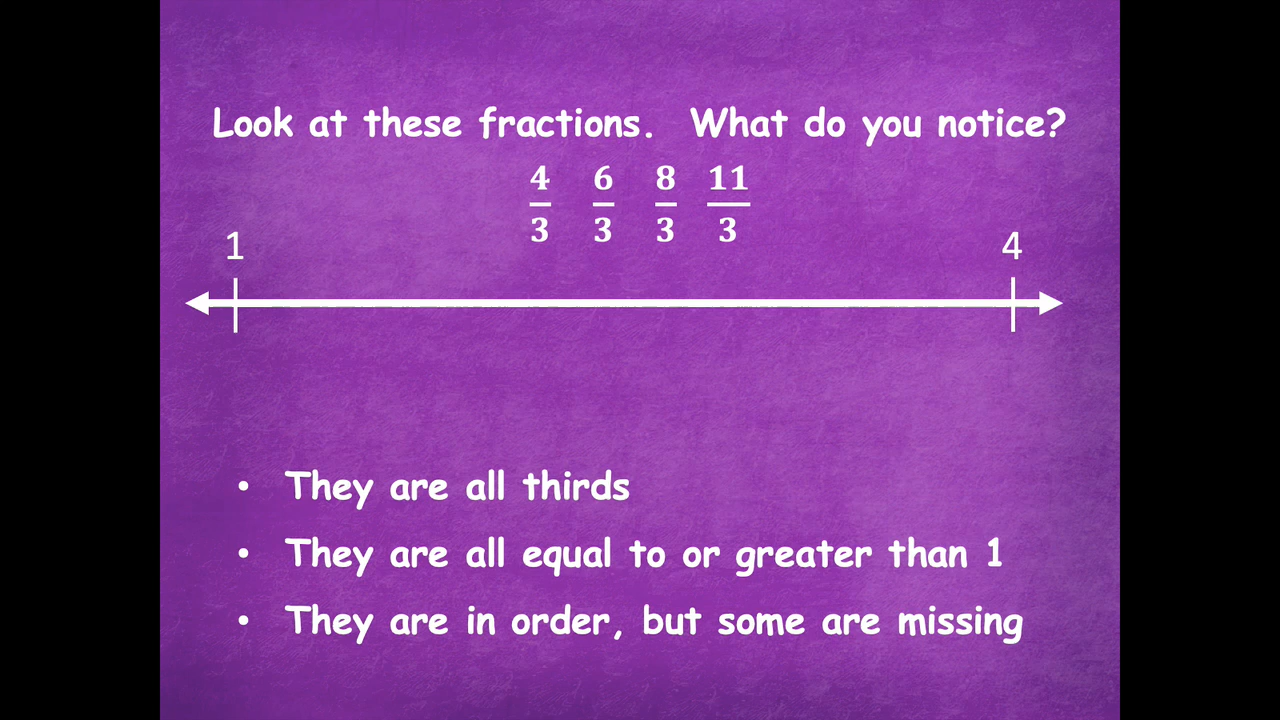 Look at these fractions. What do you notice?
4/3 6/3 8/3 11/3
1 4
• They are all thirds
• They are all equal to or greater than 1
• They are in order, but some are missing